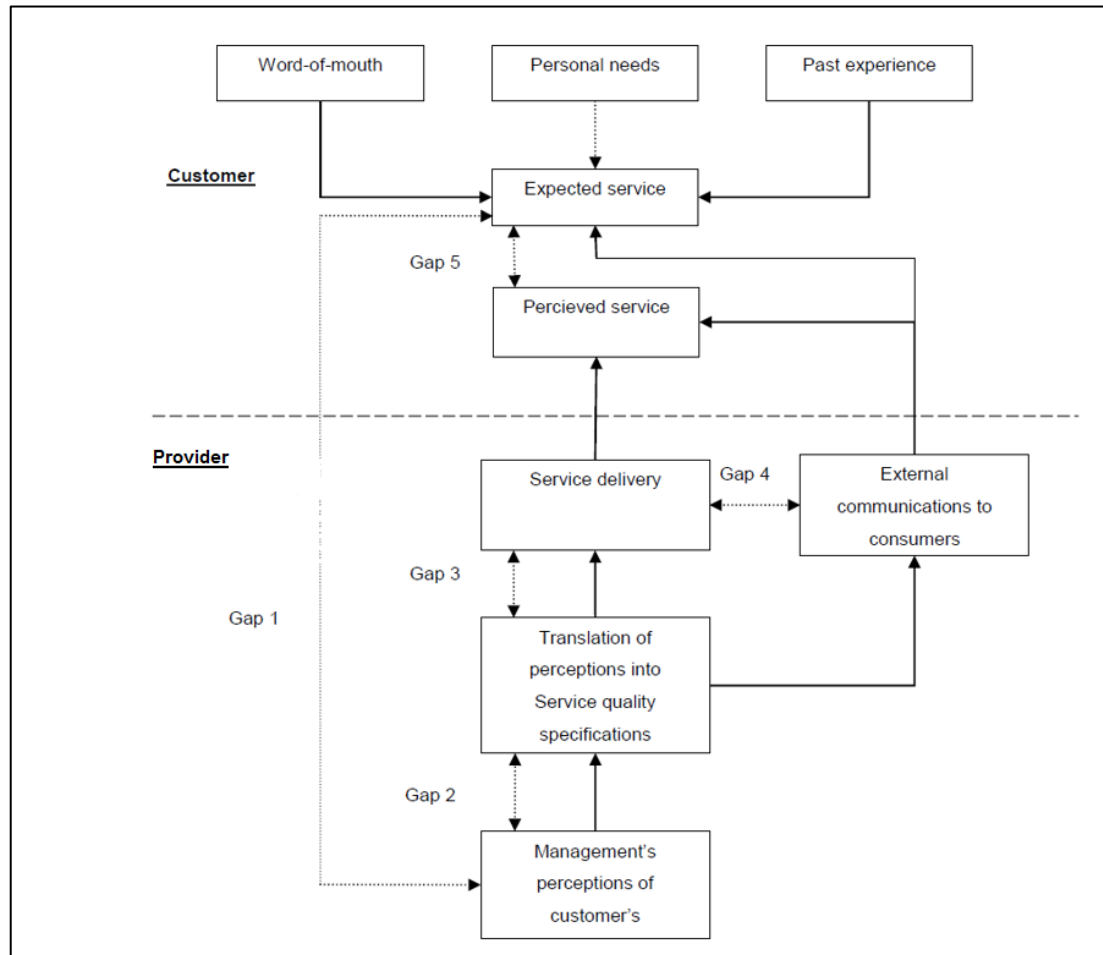 Word-of-mouth
Personal needs
Past experience
Customer
Expected service
Gap 5
Percieved service
Provider
Service delivery
Gap 4
External
communications to
consumers
Gap 3
Gap 1
Translation of
perceptions into
Service quality
specifications
Gap 2
Management's
perceptions of
customer's